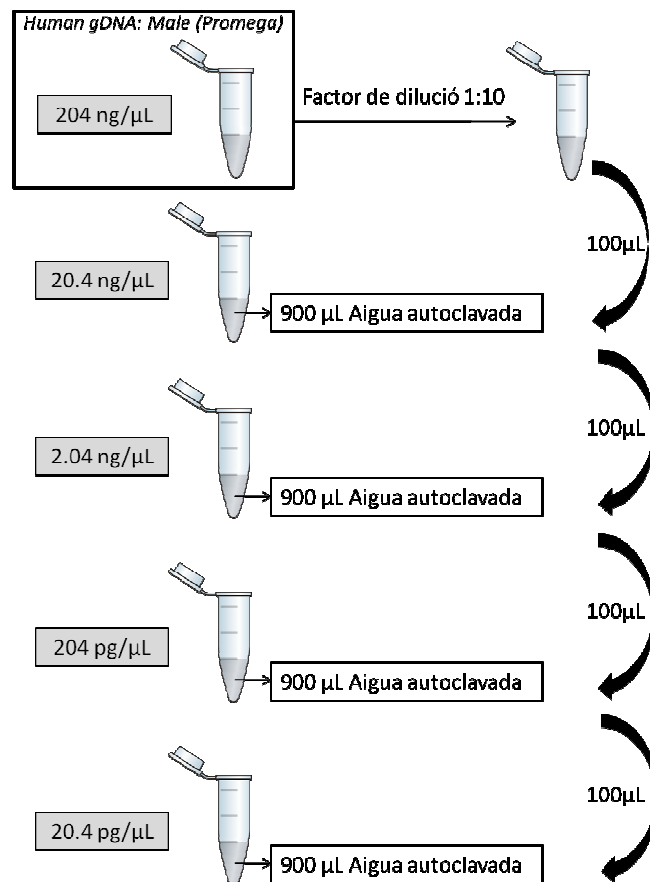 Human gDNA: Male (Promega)
204 ng/µL
Factor de dilució 1:10
100µL
20.4 ng/µL
900 µL Aigua autoclavada
100µL
2.04 ng/µL
900 µL Aigua autoclavada
100µL
204 pg/µL
900 µL Aigua autoclavada
100µL
20.4 pg/µL
900 µL Aigua autoclavada